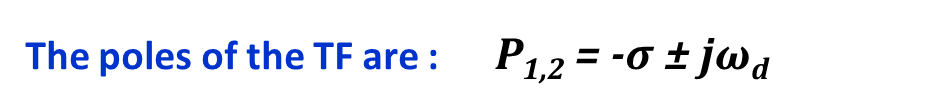 The poles of the TF are : P1,2 = -σ ± jωd